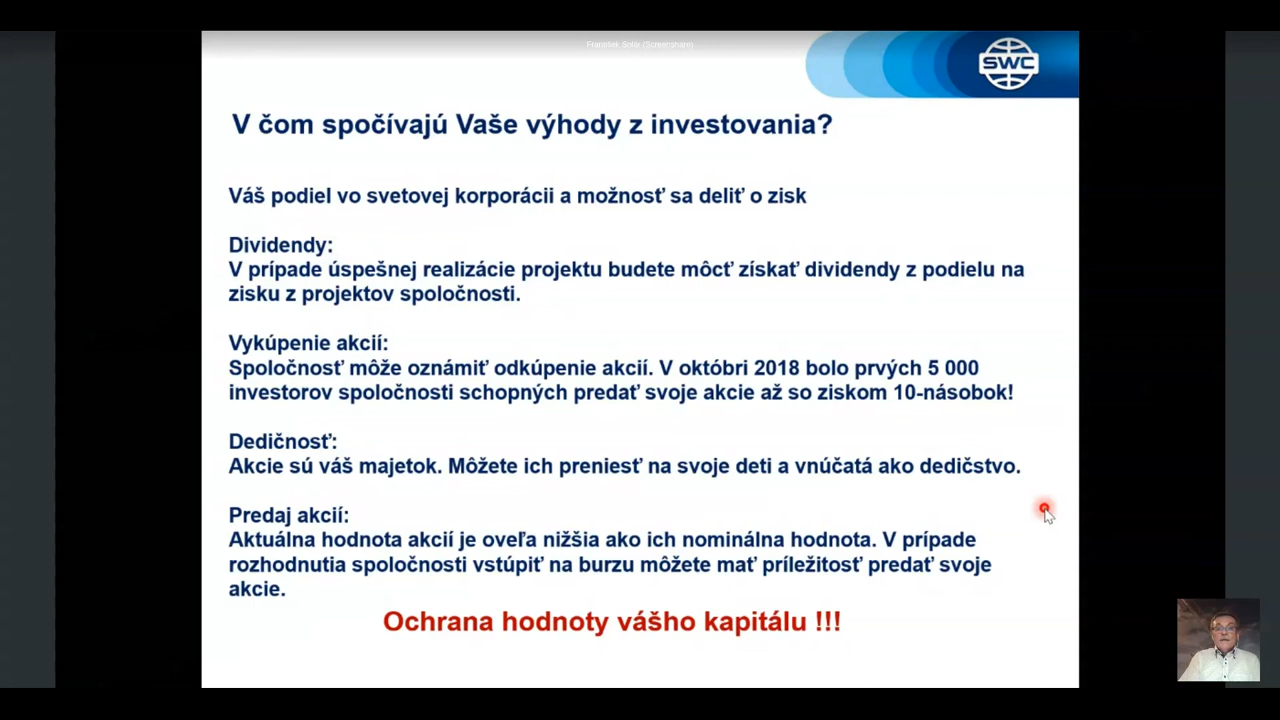 František Solár (Screenshare)
SWC
V čom spočívajú Vaše výhody z investovania?
Váš podiel vo svetovej korporácii a možnosť sa deliť o zisk
Dividendy:
V prípade úspešnej realizácie projektu budete môcť získať dividendy z podielu na
zisku z projektov spoločnosti.
Vykúpenie akcií:
Spoločnosť môže oznámiť odkúpenie akcií. V októbri 2018 bolo prvých 5 000
investorov spoločnosti schopných predať svoje akcie až so ziskom 10-násobok!
Dedičnosť:
Akcie sú váš majetok. Môžete ich preniesť na svoje deti a vnúčatá ako dedičstvo.
Predaj akcií:
Aktuálna hodnota akcií je oveľa nižšia ako ich nominálna hodnota. V prípade
rozhodnutia spoločnosti vstúpiť na burzu môžete mať príležitosť predať svoje
akcie.
Ochrana hodnoty vášho kapitálu !!!